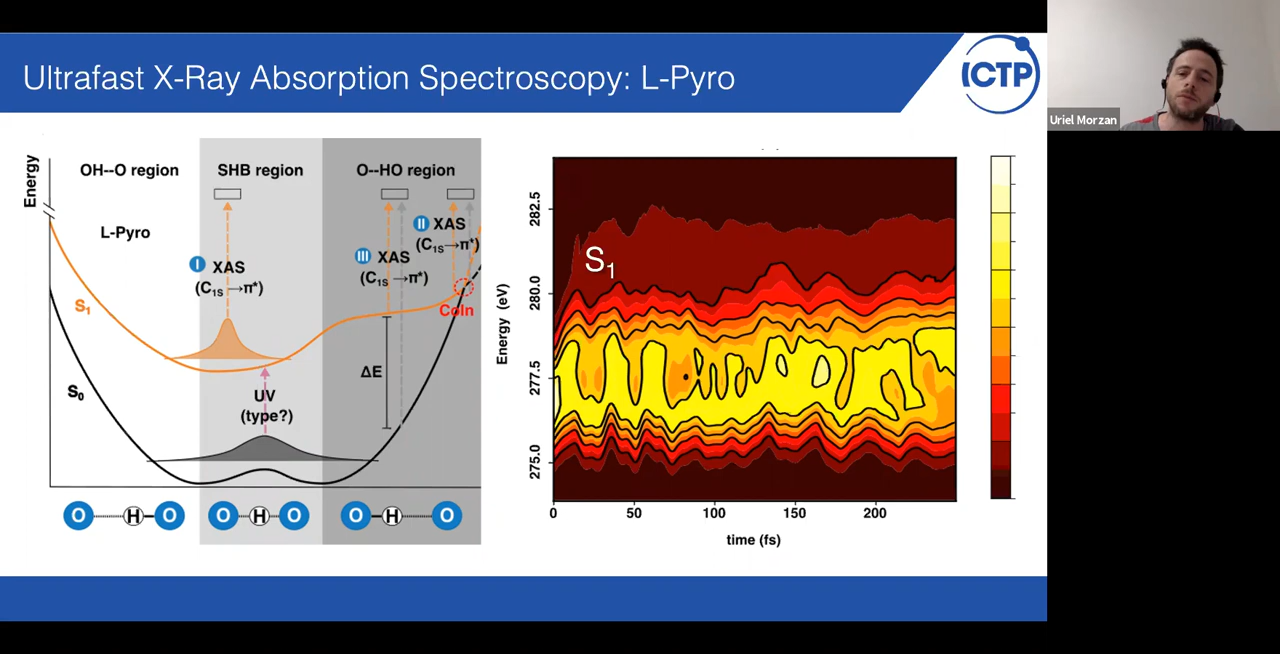 Ultrafast X-Ray Absorption Spectroscopy: L-Pyro
ICTP
Uriel Morzan
Energy
OH--O region
SHB region
O--HO region
L-Pyro
I XAS
(C1S →π*)
III XAS
(C1S →π*)
II XAS
(C1S →π*)
S1
CoIn
ΔE
S0
UV
(type?)
O H O
O H O
O H O
S1
Energy (eV)
282.5
280.0
277.5
275.0
0 50 100 150 200
time (fs)